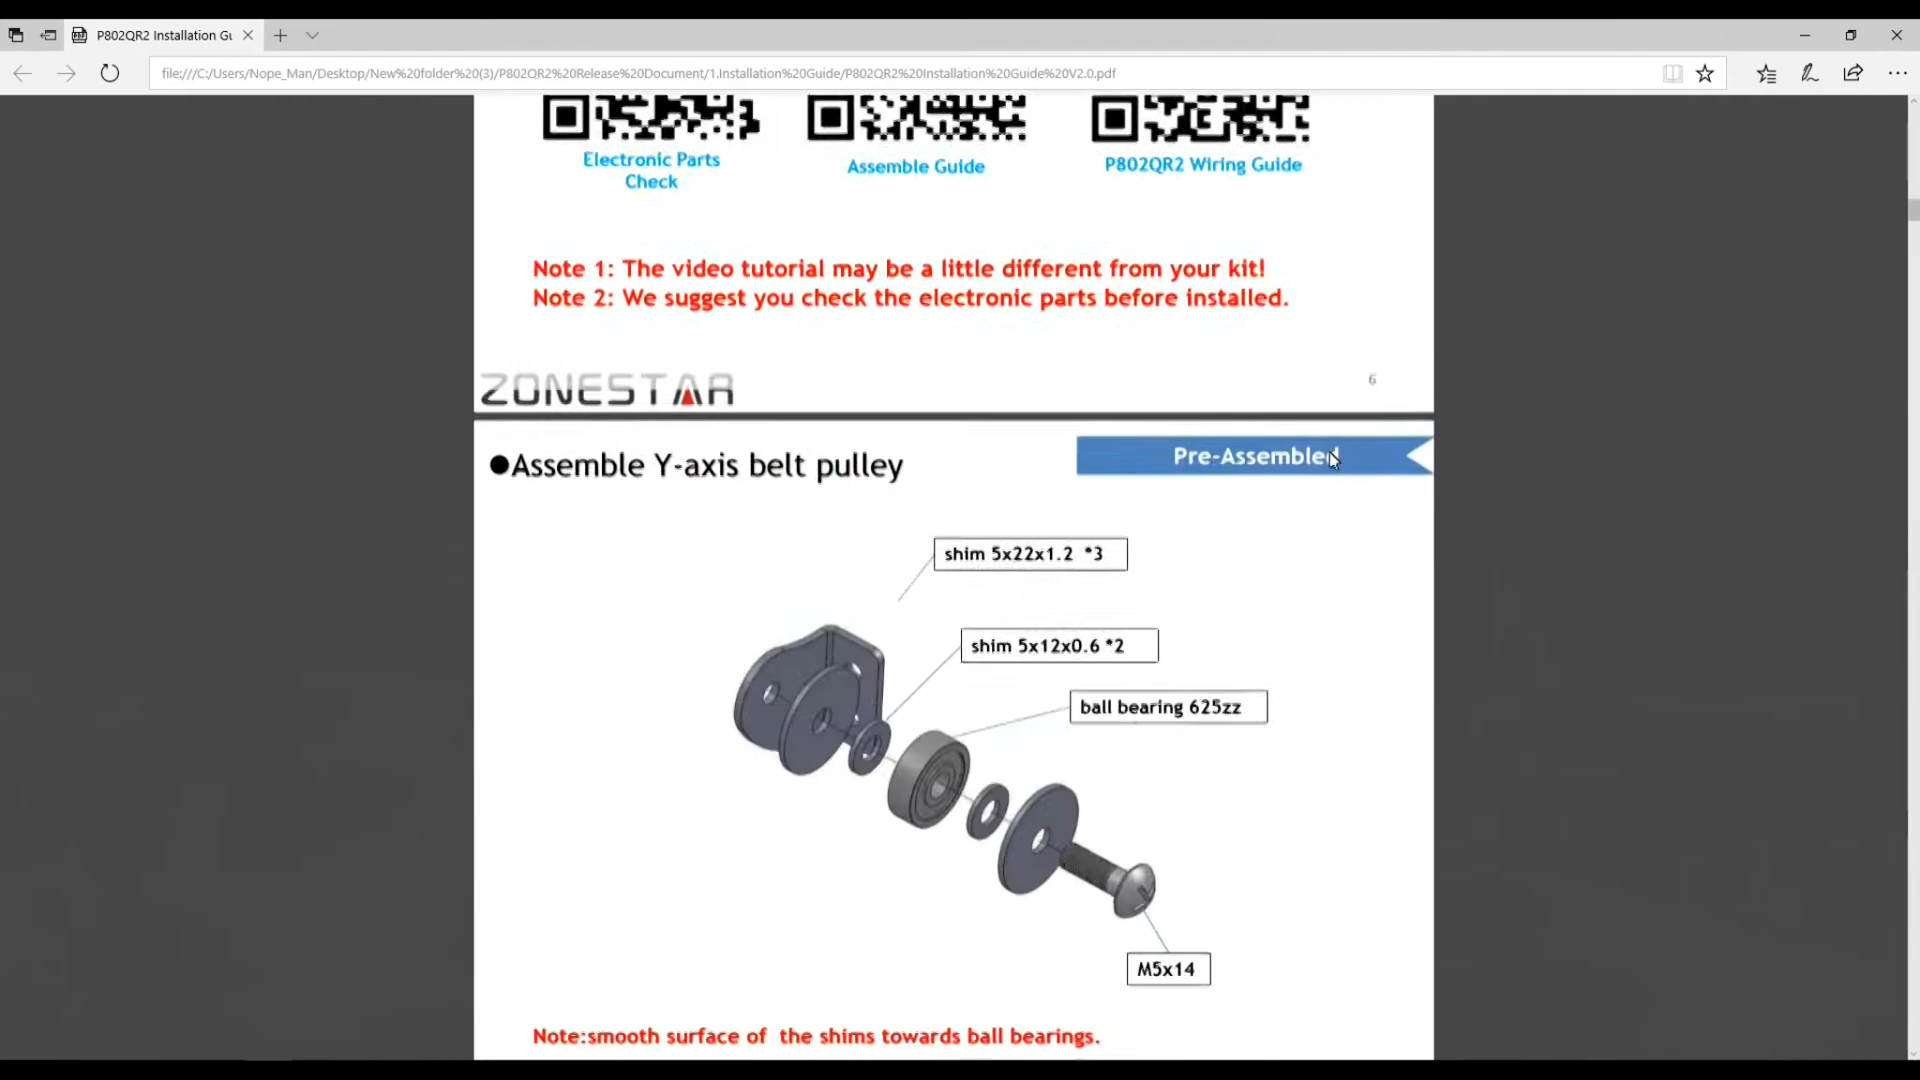 P802QR2 Installation Gu
file:///C:/Users/Nope_Man/Desktop/New%20folder%20(3)/P802QR2%20Release%20Document/1.Installation%20Guide/P802QR2%20Installation%20Guide%20V2.0.pdf
Electronic Parts
Check
Assemble Guide
P802QR2 Wiring Guide
Note 1: The video tutorial may be a little different from your kit!
Note 2: We suggest you check the electronic parts before installed.
ZONESTAR
6
●Assemble Y-axis belt pulley
Pre-Assembled
shim 5x22x1.2 *3
shim 5x12x0.6 *2
ball bearing 625zz
M5x14
Note:smooth surface of the shims towards ball bearings.